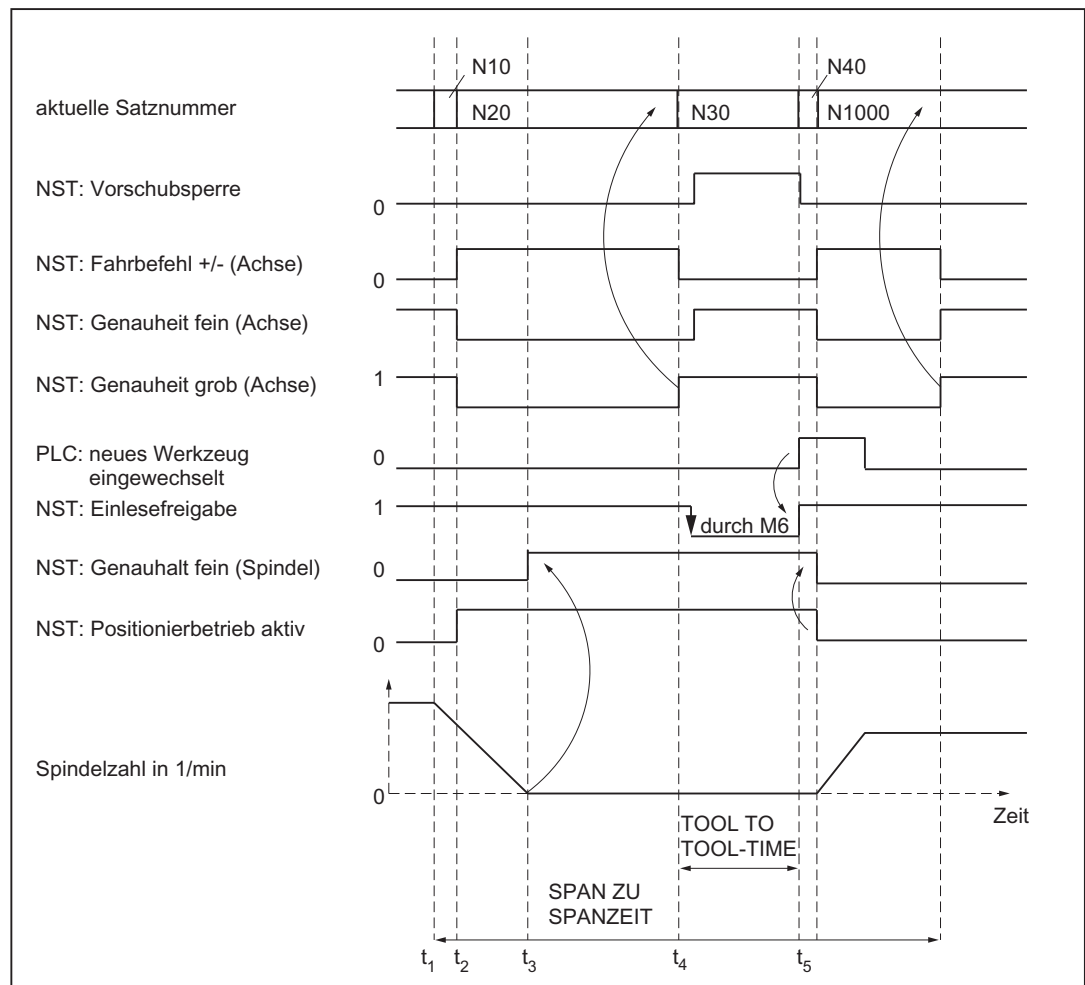 N10
N40
aktuelle Satznummer
N20
N30
N1000
NST: Vorschubsperre
0
NST: Fahrbefehl +/- (Achse)
0
NST: Genauheit fein (Achse)
NST: Genauheit grob (Achse)
1
PLC: neues Werkzeug
eingewechselt
0
NST: Einlesefreigabe
1
durch M6
NST: Genauhalt fein (Spindel)
0
NST: Positionierbetrieb aktiv
0
Spindelzahl in 1/min
0
Zeit
TOOL TO
TOOL-TIME
SPAN ZU
SPANZEIT
t1 t2 t3 t4 t5